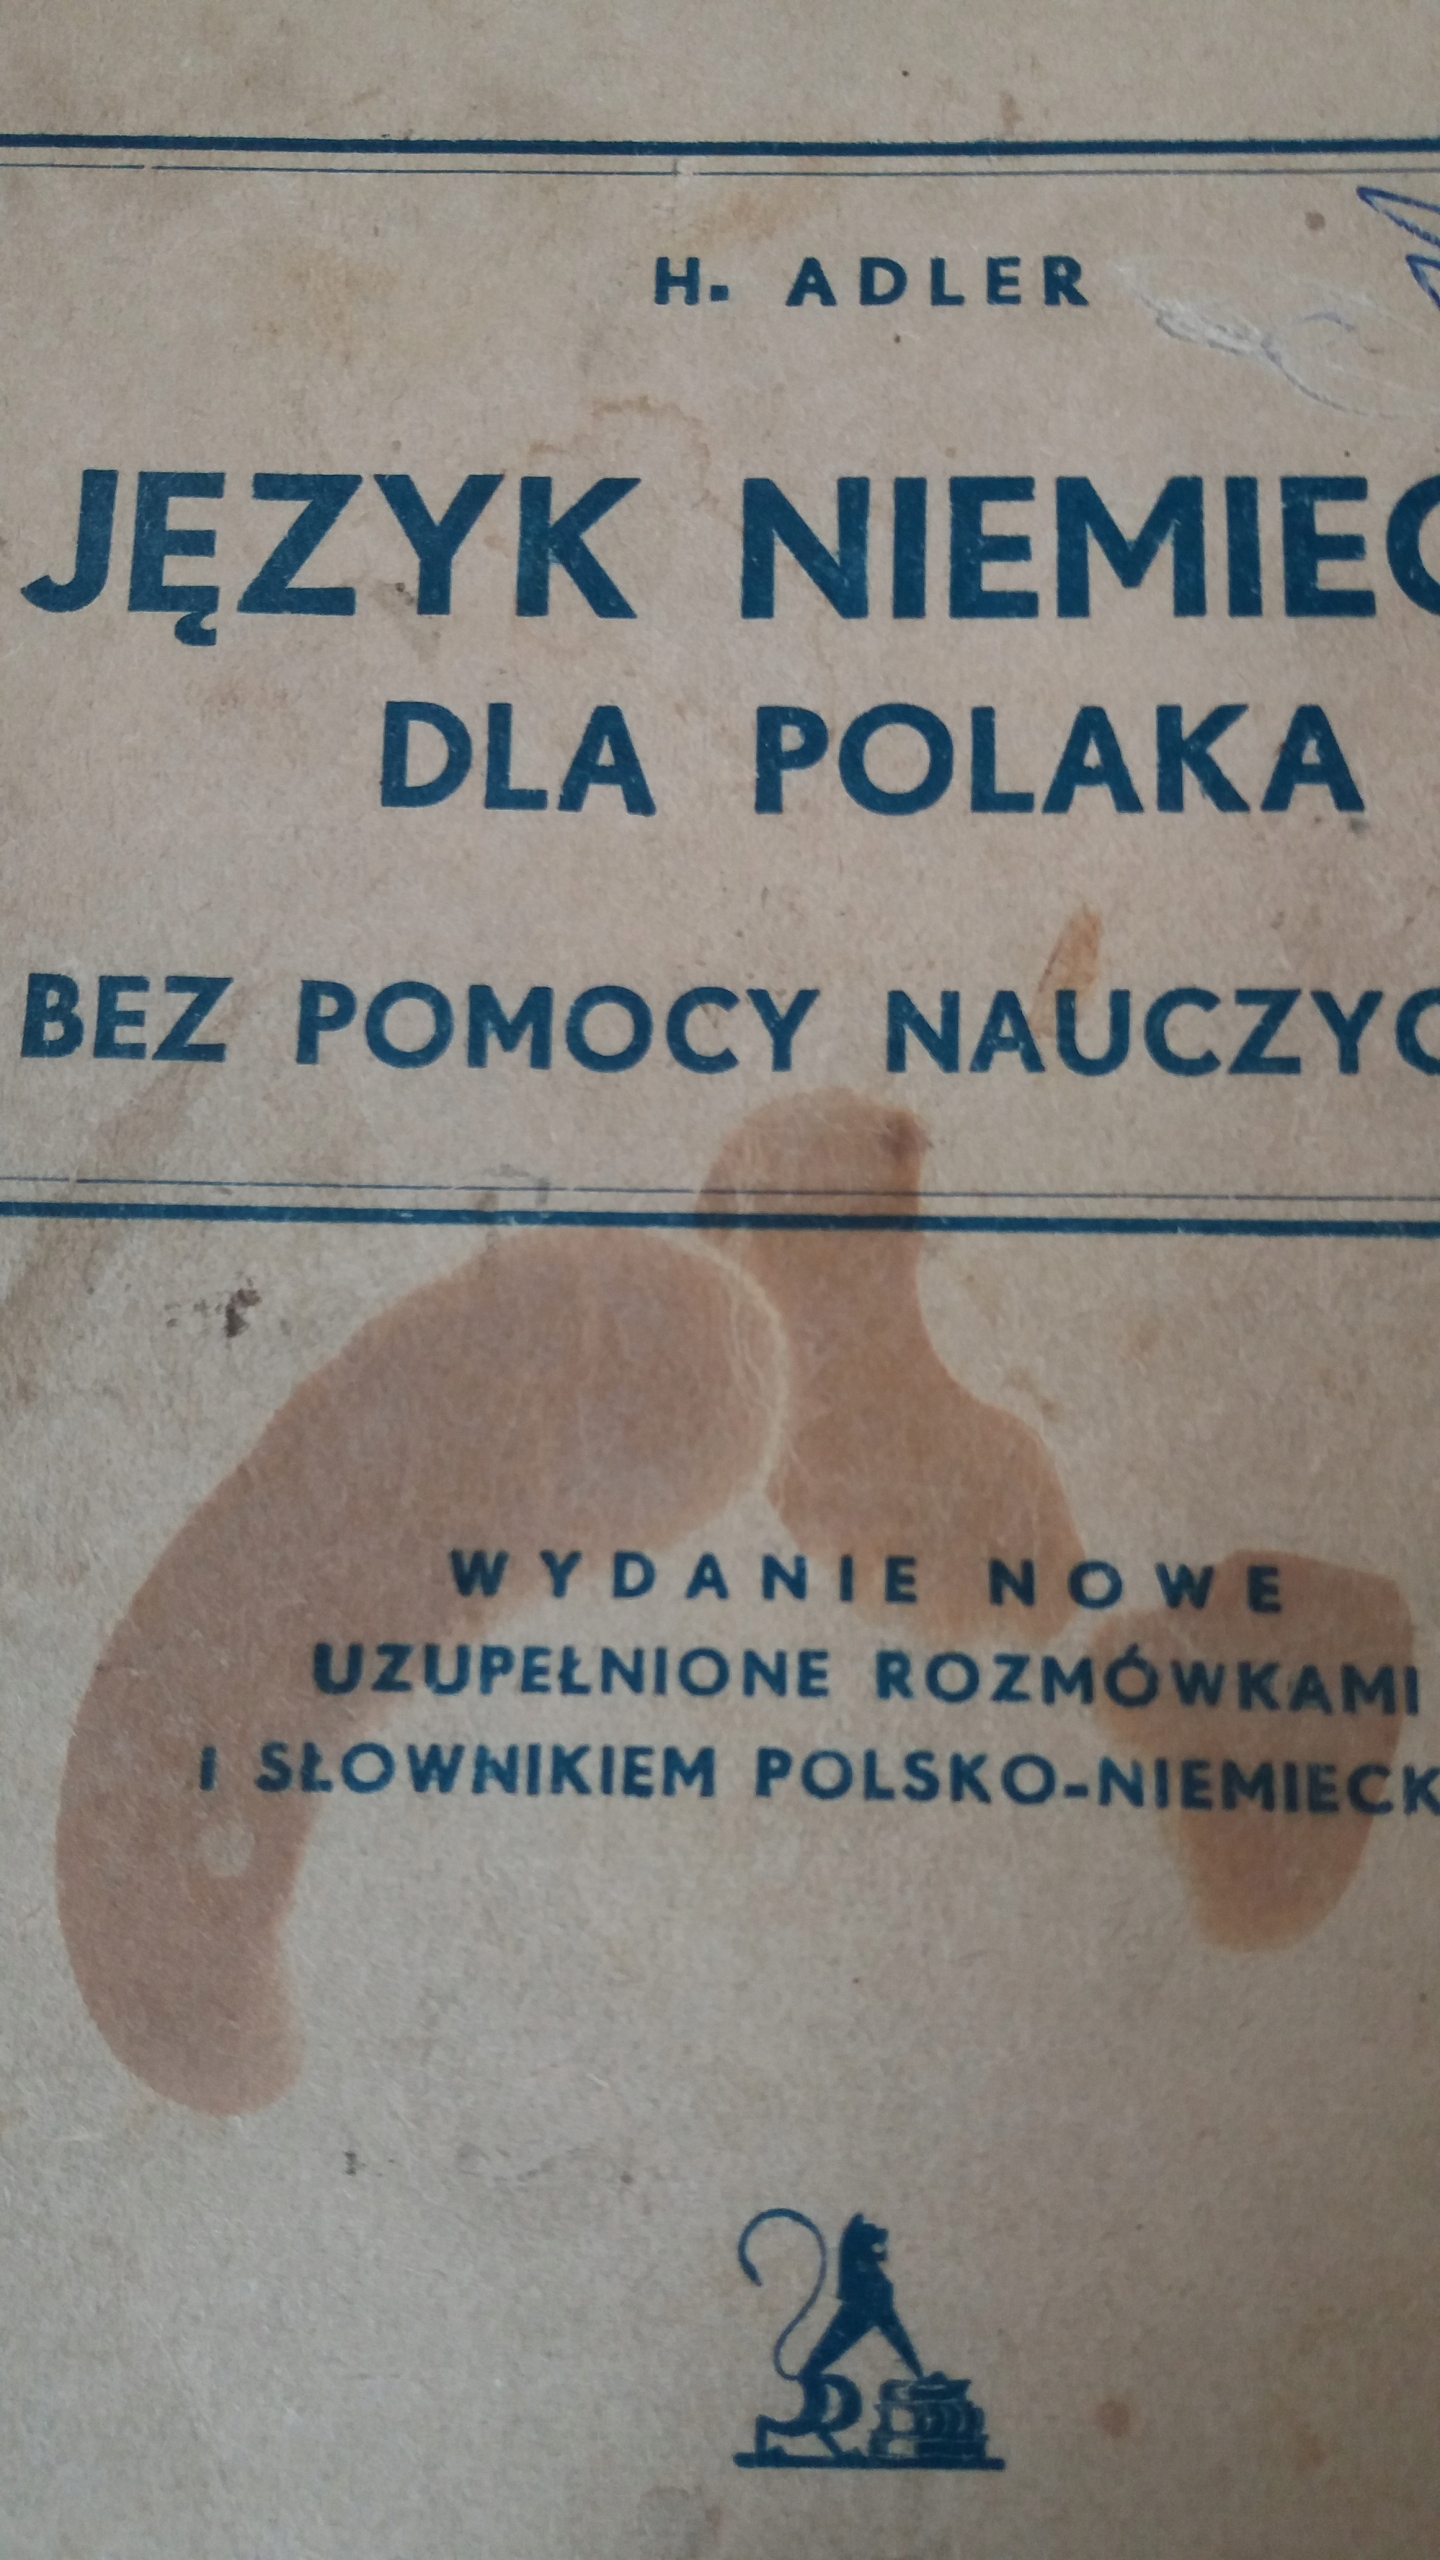 H. ADLER
JĘZYK NIEMIEC
DLA POLAKA
BEZ POMOCY NAUCZYC
WYDANIE NOWE
UZUPEŁNIONE ROZMÓWKAMI
I SŁOWNIKIEM POLSKO-NIEMIECK